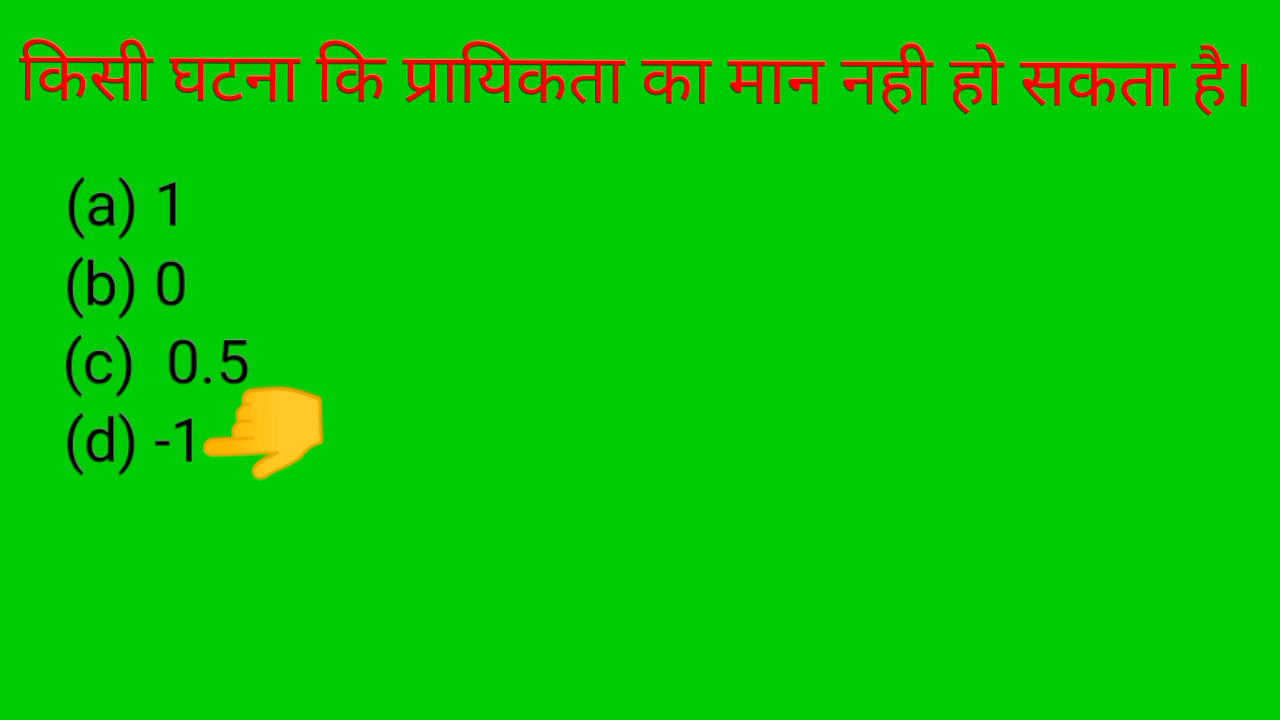 किसी घटना कि प्रायिकता का मान नही हो सकता है।
(a) 1
(b) 0
(c) 0.5
(d) -1